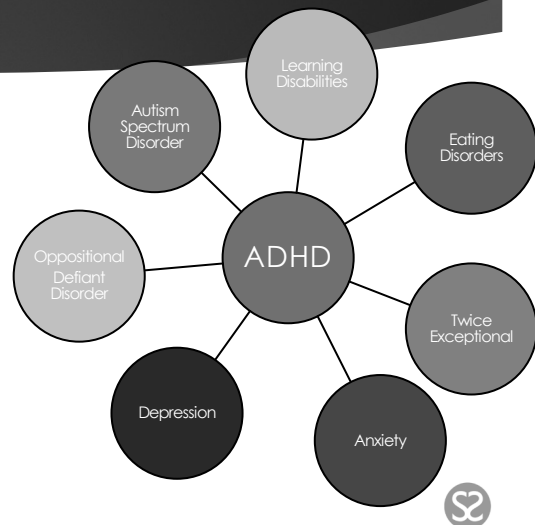 Learning
Disabilities
Autism
Spectrum
Disorder
Eating
Disorders
ADHD
Oppositional
Defiant
Disorder
Twice
Exceptional
Depression
Anxiety